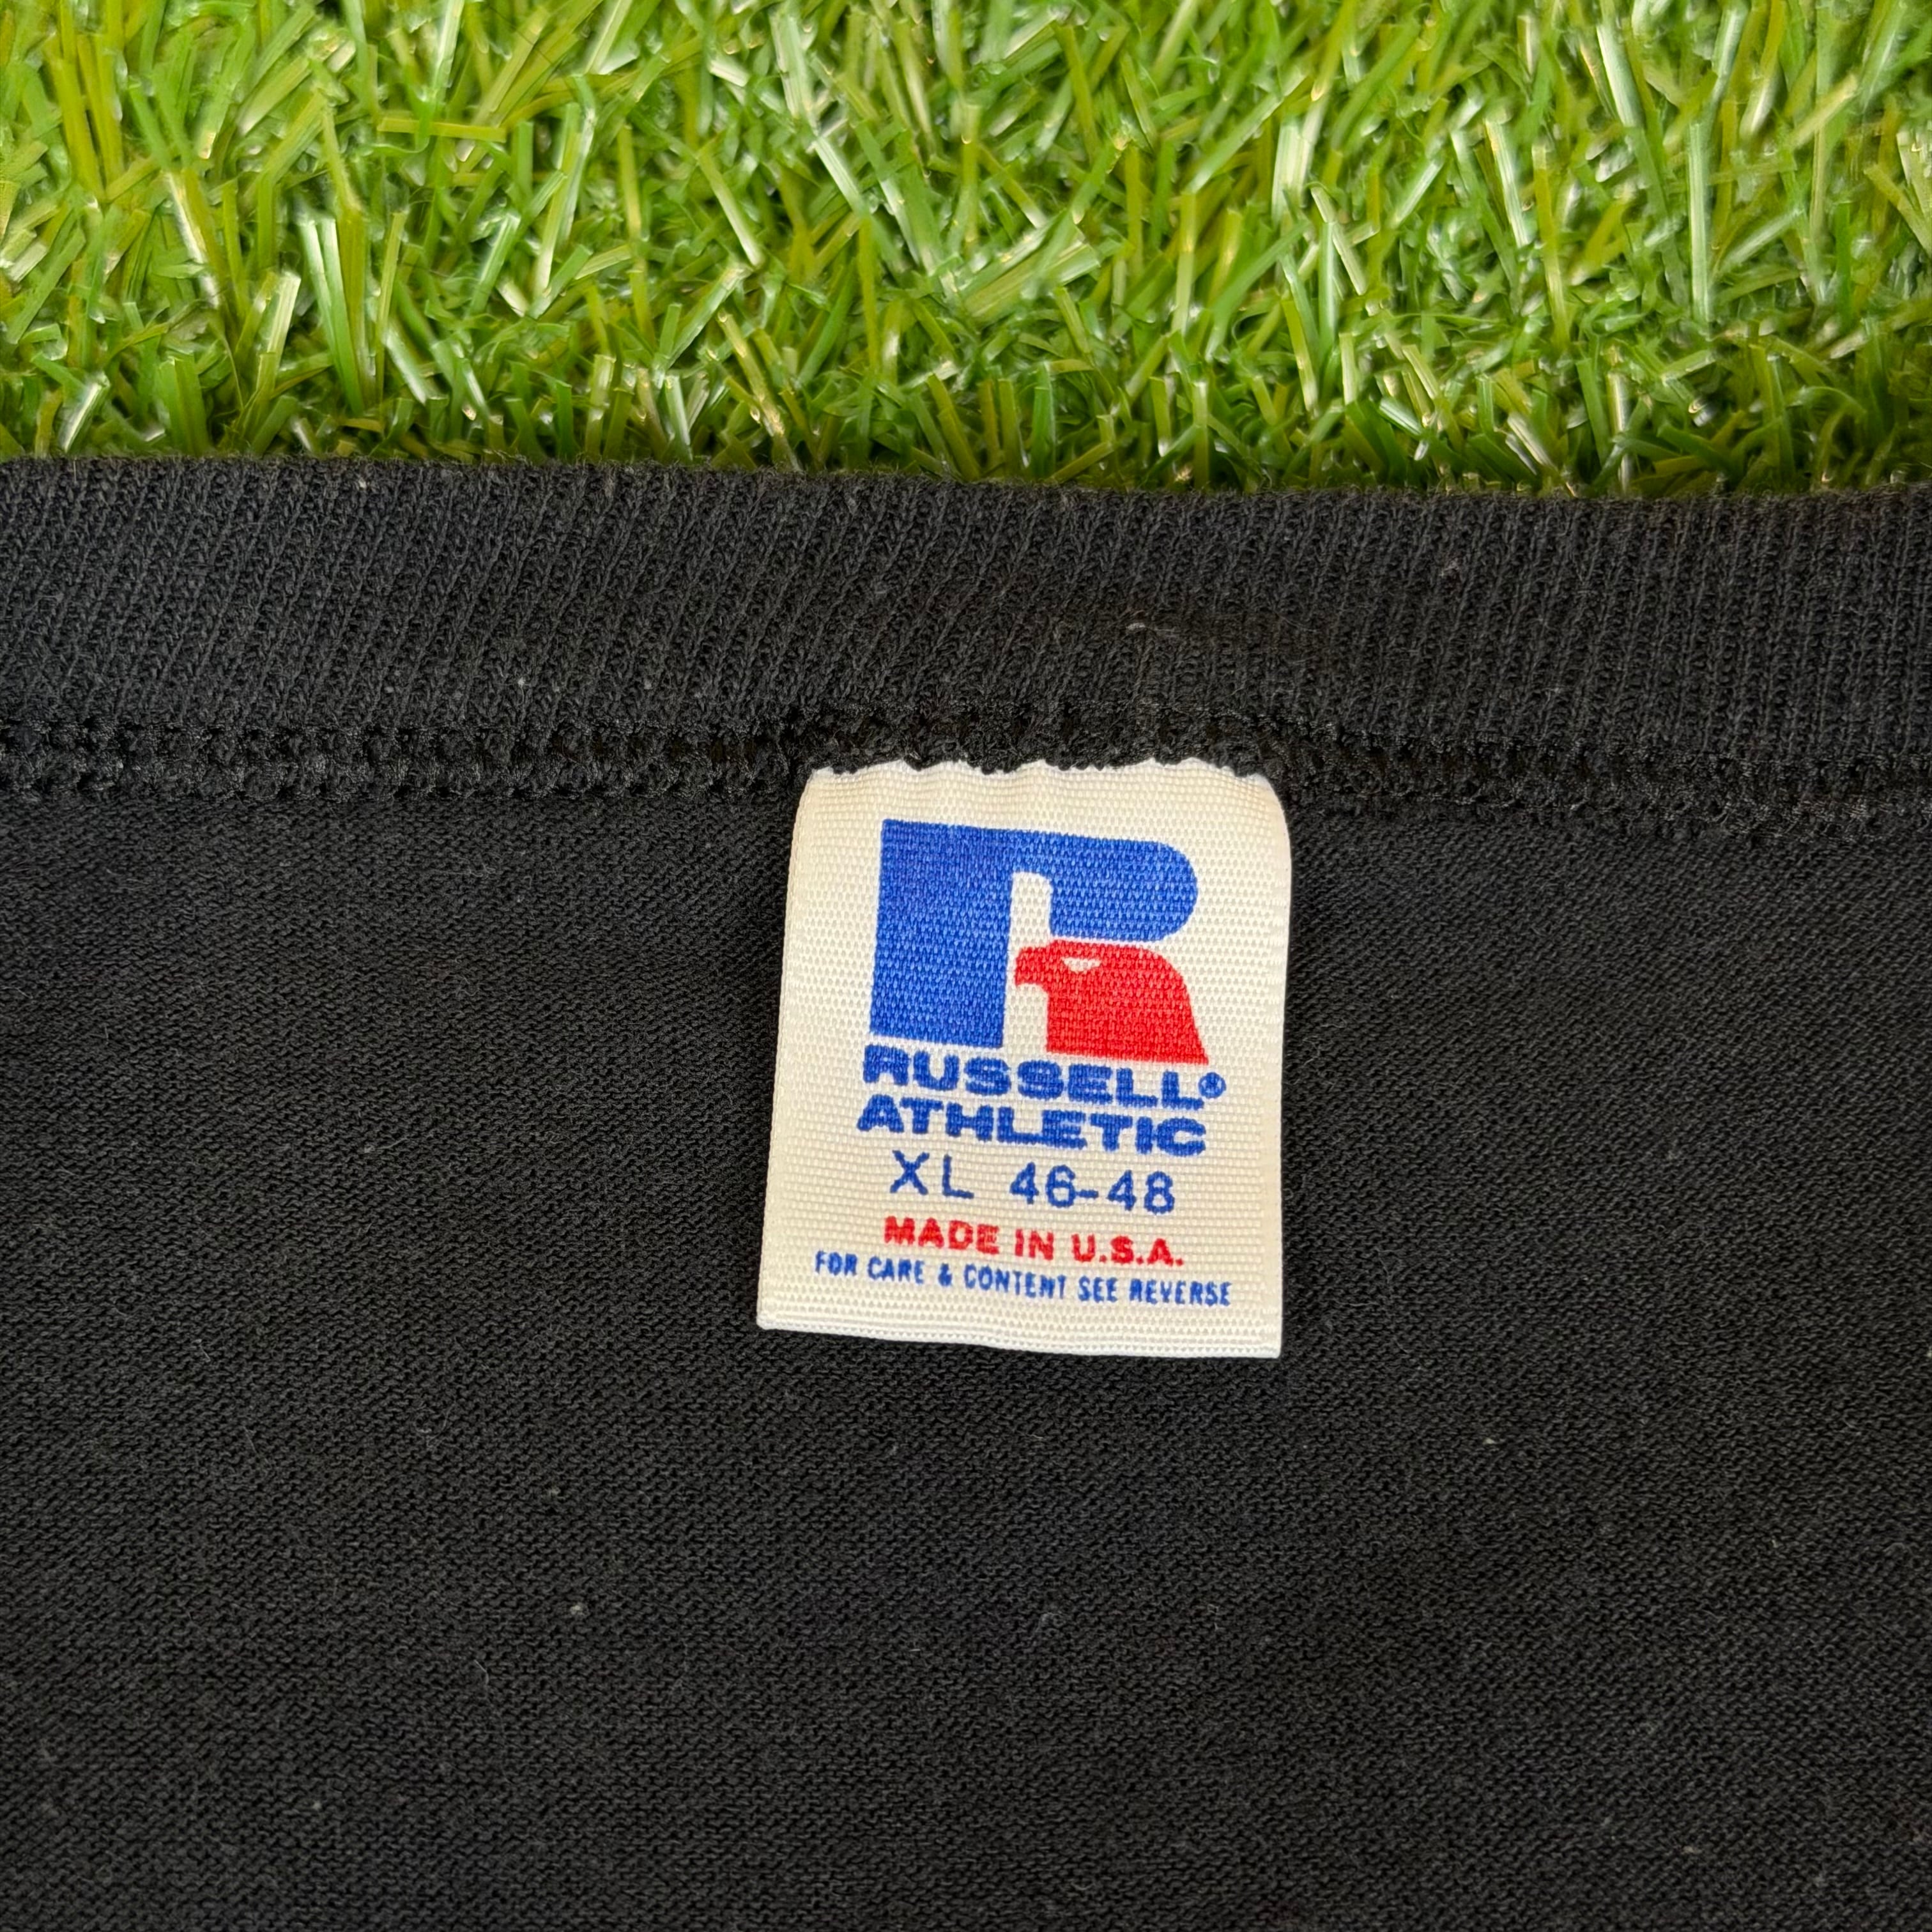 RUSSELL®
ATHLETIC
XL 46-48
MADE IN U.S.A.
FOR CARE & CONTENT SEE REVERSE